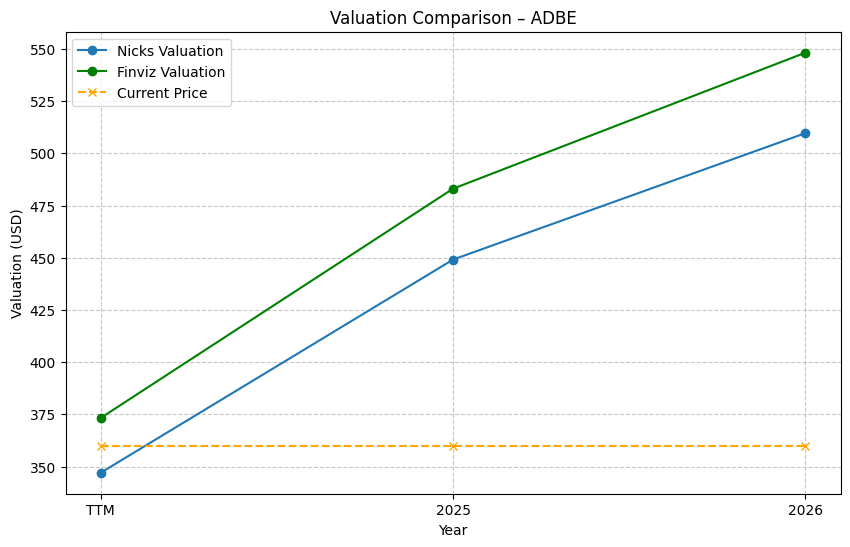 Valuation Comparison – ADBE
Nicks Valuation
Finviz Valuation
Current Price
Valuation (USD)
550
525
500
475
450
425
400
375
350
TTM
2025
2026
Year